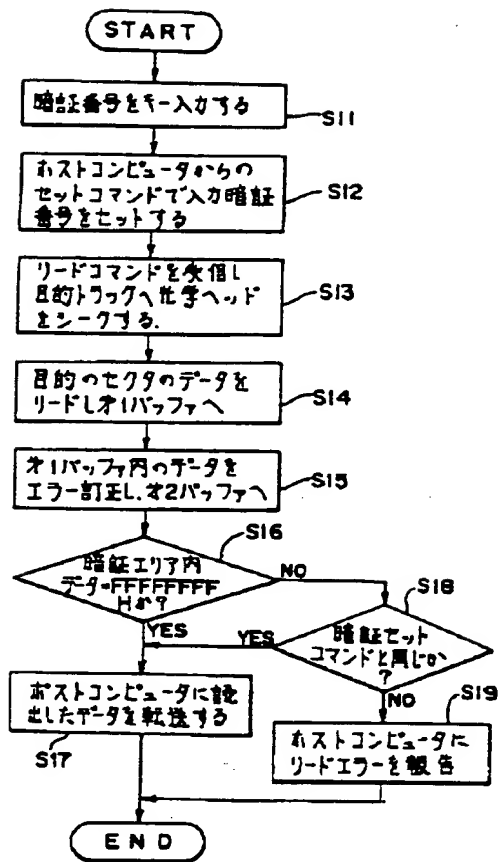 START
暗証番号をキー入力する
S11
ホストコンピュータからの
セットコマンドで入力暗証
番号をセットする
S12
リードコマンドを受信し
目的トラックへ光学ヘッド
をシークする.
S13
目的のセクタのデータを
リードしオ1バッファへ
S14
オ1バッファ内のデータを
エラー訂正し、オ2バッファへ
S15
S16
暗証エリア内
データ=FFFFFFFF
Hか?
NO
YES
S18
暗証セット
コマンドと同じか
?
YES
NO
ホストコンピュータに読
出したデータを転送する
S17
S19
ホストコンピュータに
リードエラーを報告
END